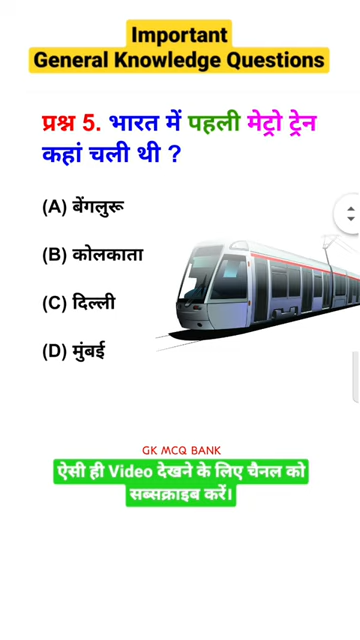 Important
General Knowledge Questions
प्रश्न 5. भारत में पहली मेट्रो ट्रेन
कहां चली थी ?
(A) बेंगलुरू
(B) कोलकाता
(C) दिल्ली
(D) मुंबई
GK MCQ BANK
ऐसी ही Video देखने के लिए चैनल को
सब्सक्राइब करें।